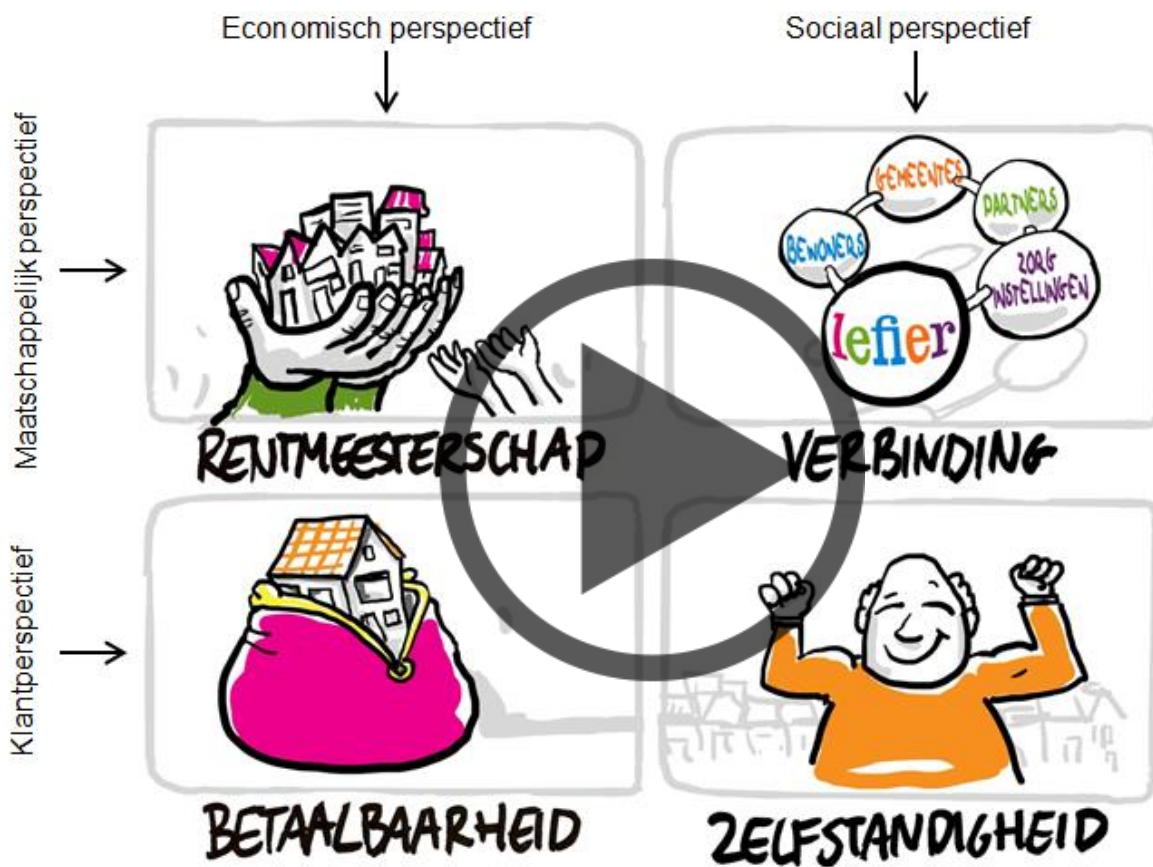 Economisch perspectief
Sociaal perspectief
Maatschappelijk perspectief
GEMEENTES
PARTNERS
BEWONERS
ZORG
INSTELLINGEN
lefier
RENTMEESTERSCHAP
VERBINDING
Klantperspectief
BETAALBAARHEID
ZELFSTANDIGHEID